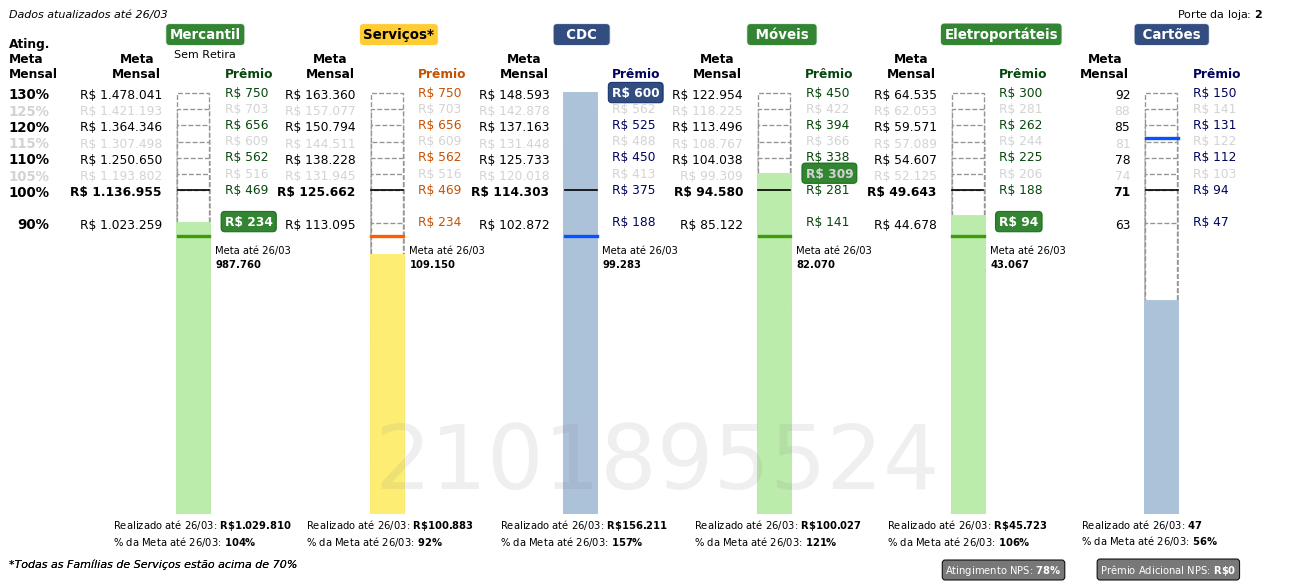 Dados atualizados até 26/03
Porte da loja: 2
Mercantil Serviços* CDC Móveis Eletroportáteis Cartões
Sem Retira
Ating. Meta Mensal
Meta Mensal Prêmio Meta Mensal Prêmio Meta Mensal Prêmio Meta Mensal Prêmio Meta Mensal Prêmio Meta Mensal Prêmio
130% R$ 1.478.041 R$ 750 R$ 163.360 R$ 750 R$ 148.593 R$ 600 R$ 122.954 R$ 450 R$ 64.535 R$ 300 92 R$ 150
125% R$ 1.421.193 R$ 703 R$ 157.077 R$ 703 R$ 142.878 R$ 562 R$ 118.225 R$ 422 R$ 62.053 R$ 281 88 R$ 141
120% R$ 1.364.346 R$ 656 R$ 150.794 R$ 656 R$ 137.163 R$ 525 R$ 113.496 R$ 394 R$ 59.571 R$ 262 85 R$ 131
115% R$ 1.307.498 R$ 609 R$ 144.511 R$ 609 R$ 131.448 R$ 488 R$ 108.767 R$ 366 R$ 57.089 R$ 244 81 R$ 122
110% R$ 1.250.650 R$ 562 R$ 138.228 R$ 562 R$ 125.733 R$ 450 R$ 104.038 R$ 338 R$ 54.607 R$ 225 78 R$ 112
105% R$ 1.193.802 R$ 516 R$ 131.945 R$ 516 R$ 120.018 R$ 413 R$ 99.309 R$ 309 R$ 52.125 R$ 206 74 R$ 103
100% R$ 1.136.955 R$ 469 R$ 125.662 R$ 469 R$ 114.303 R$ 375 R$ 94.580 R$ 281 R$ 49.643 R$ 188 71 R$ 94
90% R$ 1.023.259 R$ 234 R$ 113.095 R$ 234 R$ 102.872 R$ 188 R$ 85.122 R$ 141 R$ 44.678 R$ 94 63 R$ 47
Meta até 26/03 Meta até 26/03 Meta até 26/03 Meta até 26/03 Meta até 26/03
987.760 109.150 99.283 82.070 43.067
2101895524
Realizado até 26/03: R$1.029.810 Realizado até 26/03: R$100.883 Realizado até 26/03: R$156.211 Realizado até 26/03: R$100.027 Realizado até 26/03: R$45.723 Realizado até 26/03: 47
% da Meta até 26/03: 104% % da Meta até 26/03: 92% % da Meta até 26/03: 157% % da Meta até 26/03: 121% % da Meta até 26/03: 106% % da Meta até 26/03: 56%
*Todas as Famílias de Serviços estão acima de 70%
Atingimento NPS: 78% Prêmio Adicional NPS: R$0